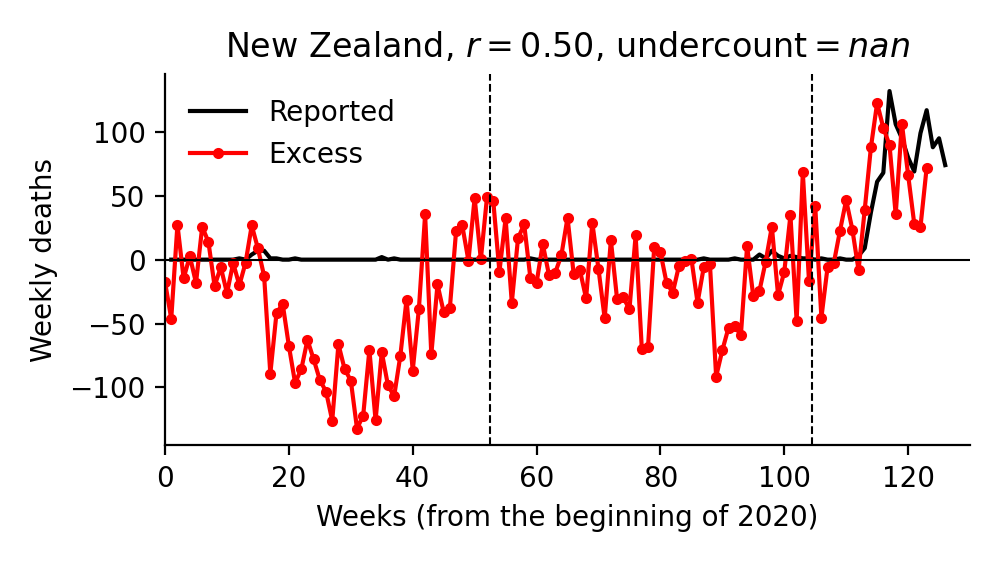 New Zealand, r = 0.50, undercount = nan
Reported
Excess
Weekly deaths
100
50
0
−50
−100
0 20 40 60 80 100 120
Weeks (from the beginning of 2020)